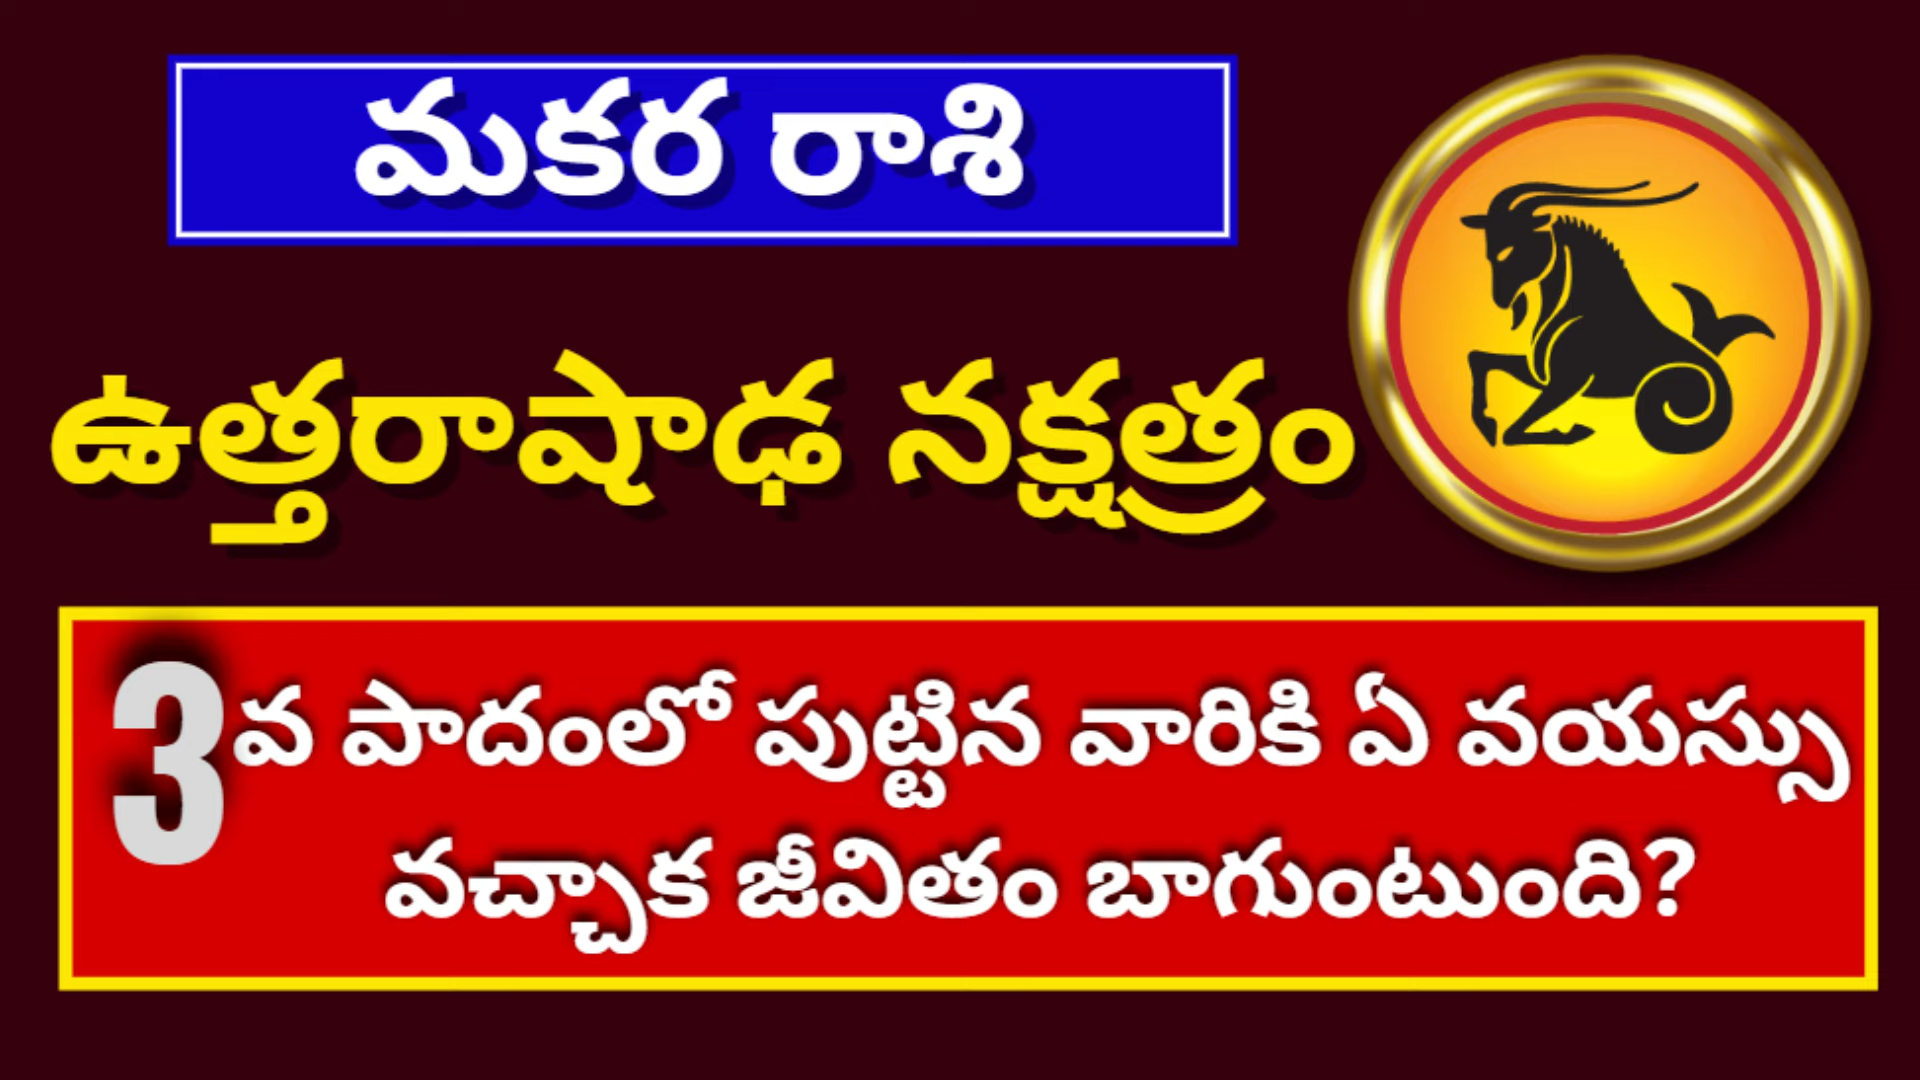 మకర రాశి
ఉత్తరాషాఢ నక్షత్రం
3వ పాదంలో పుట్టిన వారికి ఏ వయస్సు
వచ్చాక జీవితం బాగుంటుంది?